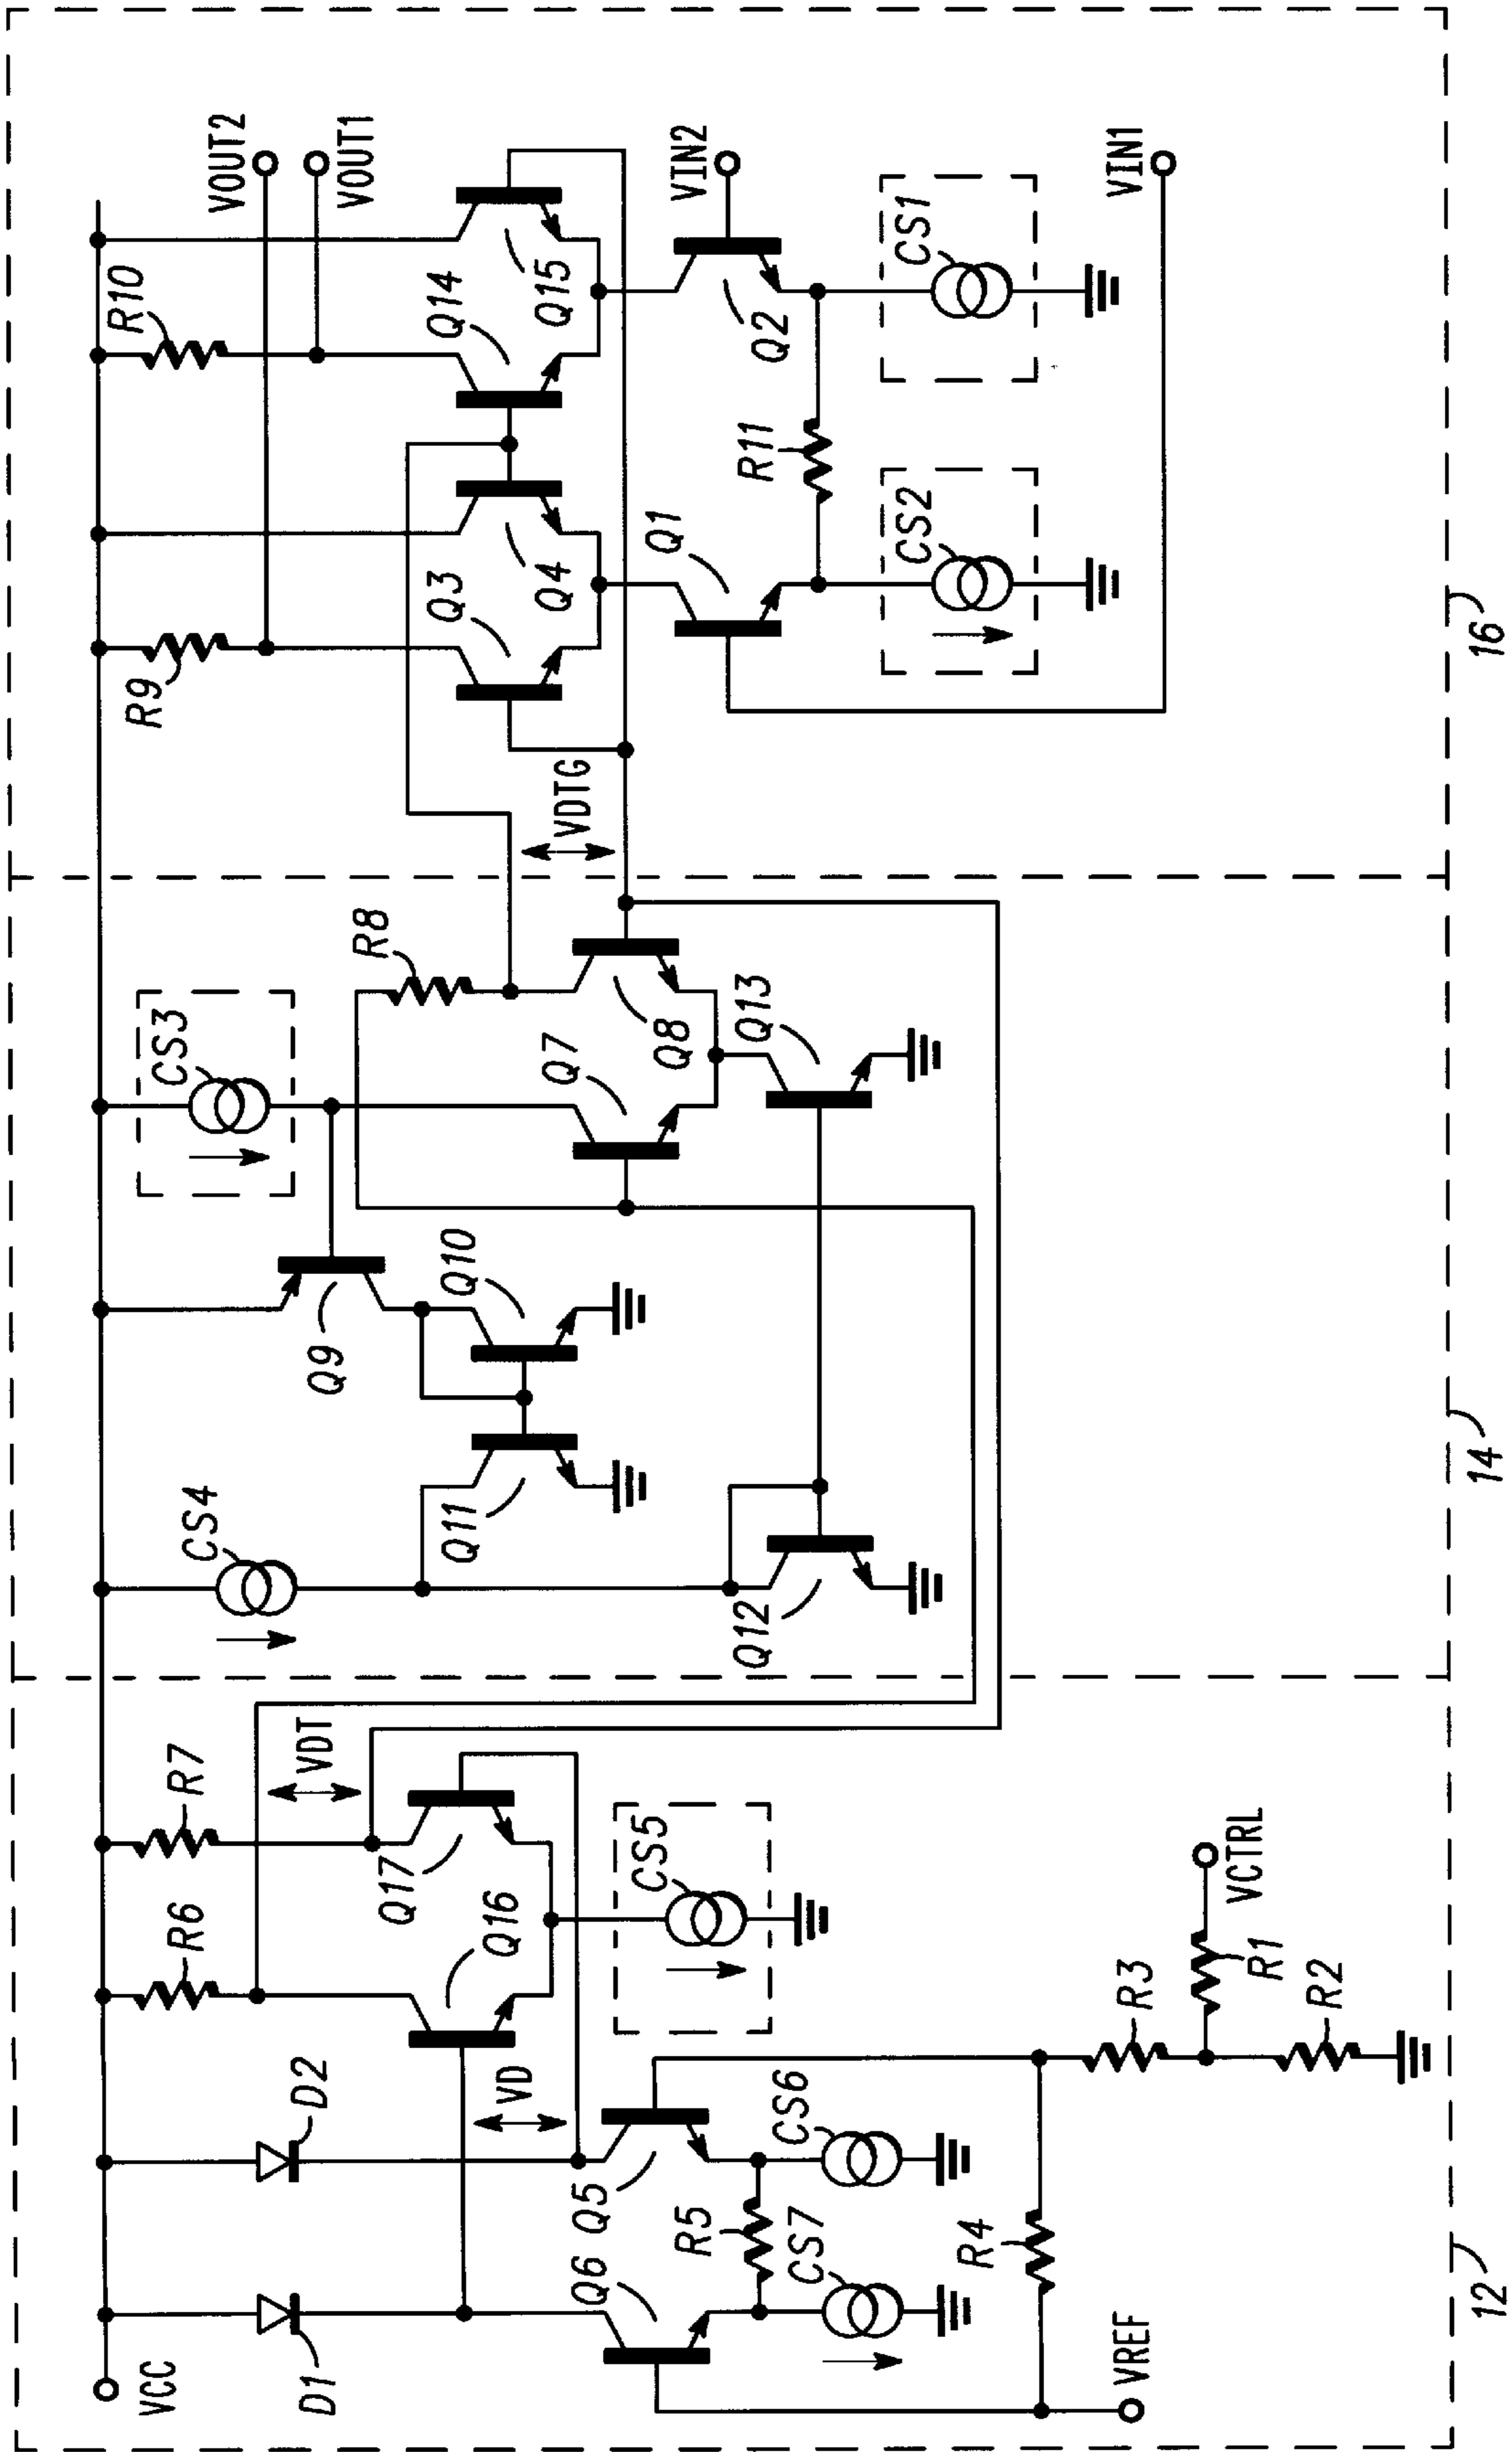 VCC
D1
D2
R6
R7
VDT
VD
Q16
Q17
CS5
Q6
Q5
R5
CS7
CS6
R4
R3
R1
R2
VREF
VCTRL
12
CS4
Q11
Q10
Q9
CS3
R8
Q7
Q8
Q12
Q13
VDTG
14
R9
R10
VOUT2
VOUT1
Q3
Q4
Q14
Q15
Q1
Q2
VIN2
R11
CS2
CS1
VIN1
16